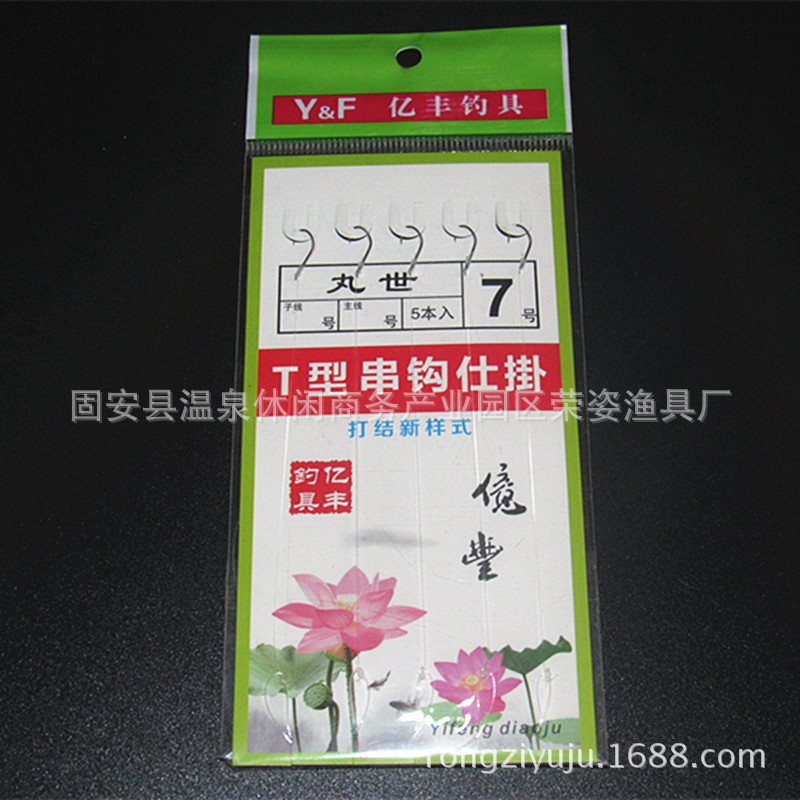 Y&F 亿丰钓具
丸世
子线
号
主线
号
5本入
7号
T型串钩仕掛
固安县温泉休闲商务产业园区荣姿渔具厂
打结新样式
钓亿
具丰
億
豐
Yifeng diaoju
rongziyuju.1688.com